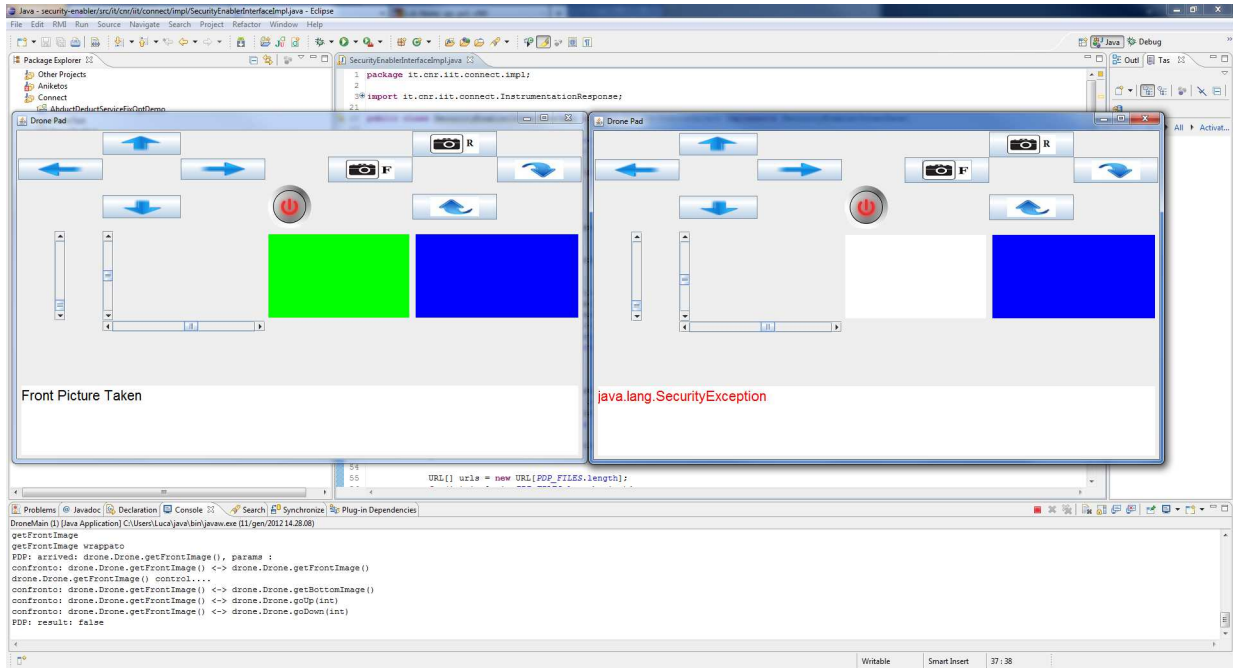 Java - security-enabler/src/it/cnr/iit/connect/impl/SecurityEnablerInterfaceImpl.java - Eclipse
File Edit RMI Run Source Navigate Search Project Refactor Window Help
Java Debug
Package Explorer
SecurityEnablerInterfaceImpl.java
Outl Tas
Other Projects
Aniketos
Connect
AbductDeductServiceFixOptDemo
1 package it.cnr.iit.connect.impl;
2
3 import it.cnr.iit.connect.InstrumentationResponse;
21
All Activat...
Drone Pad
R
F
Front Picture Taken
Drone Pad
R
F
java.lang.SecurityException
54
55 URL[] urls = new URL[PDP_FILES.length];
Problems Javadoc Declaration Console Search Synchronize Plug-in Dependencies
DroneMain (1) [Java Application] C:\Users\Luca\java\bin\javaw.exe (11/gen/2012 14.28.08)
getFrontImage
getFrontImage wrappato
PDP: arrived: drone.Drone.getFrontImage(), params :
confronto: drone.Drone.getFrontImage() <-> drone.Drone.getFrontImage()
drone.Drone.getFrontImage() control....
confronto: drone.Drone.getFrontImage() <-> drone.Drone.getBottomImage()
confronto: drone.Drone.getFrontImage() <-> drone.Drone.goUp(int)
confronto: drone.Drone.getFrontImage() <-> drone.Drone.goDown(int)
PDP: result: false
Writable Smart Insert 37 : 38